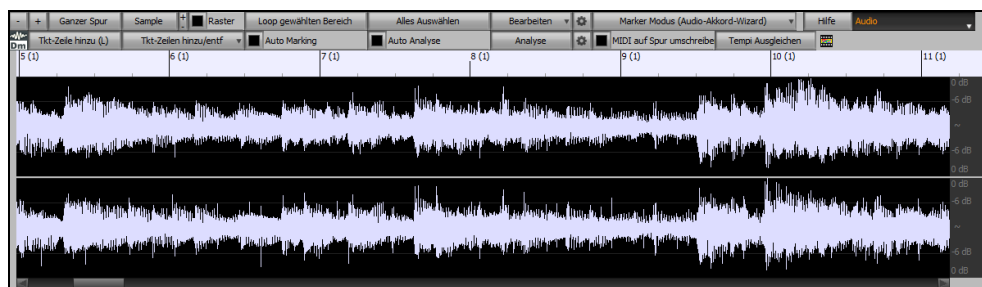 - + Ganzer Spur Sample + - Raster Loop gewählten Bereich Alles Auswählen Bearbeiten Marker Modus (Audio-Akkord-Wizard) Hilfe Audio
Dm Tkt-Zeile hinzu (L) Tkt-Zeilen hinzu/entf Auto Marking Auto Analyse Analyse MIDI auf Spur umschreibe Tempi Ausgleichen
5 (1) 6 (1) 7 (1) 8 (1) 9 (1) 10 (1) 11 (1)
0 dB
-6 dB
~
-6 dB
0 dB
0 dB
-6 dB
~
-6 dB
0 dB